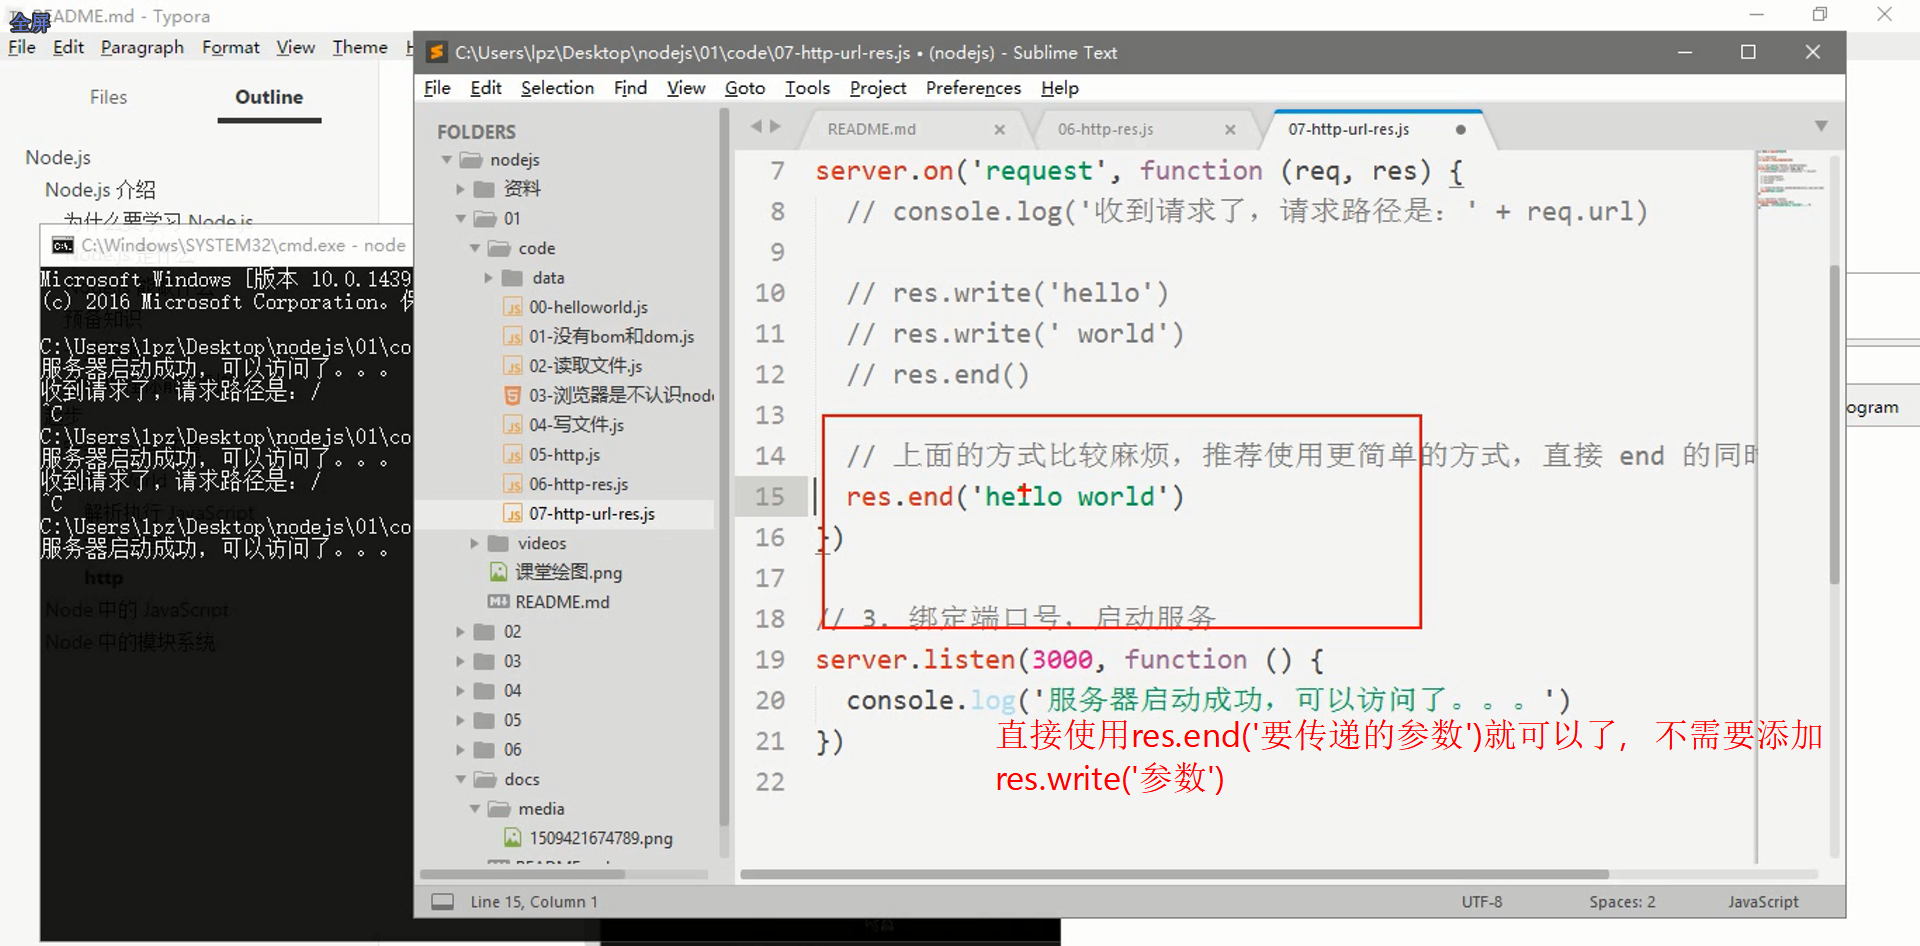 全屏
README.md - Typora
File Edit Paragraph Format View Theme H
Files Outline
Node.js
Node.js 介绍
为什么要学习 Node.js
C:\Windows\SYSTEM32\cmd.exe - node
Microsoft Windows [版本 10.0.1439
(c) 2016 Microsoft Corporation。保
预备知识
C:\Users\lpz\Desktop\nodejs\01\co
服务器启动成功，可以访问了。。。
收到请求了，请求路径是：/
^C
C:\Users\lpz\Desktop\nodejs\01\co
服务器启动成功，可以访问了。。。
收到请求了，请求路径是：/
^C
解析执行 JavaScript
C:\Users\lpz\Desktop\nodejs\01\co
服务器启动成功，可以访问了。。。
http
Node 中的 JavaScript
Node 中的模块系统
C:\Users\lpz\Desktop\nodejs\01\code\07-http-url-res.js • (nodejs) - Sublime Text
File Edit Selection Find View Goto Tools Project Preferences Help
FOLDERS
nodejs
资料
01
code
data
00-helloworld.js
01-没有bom和dom.js
02-读取文件.js
03-浏览器是不认识node
04-写文件.js
05-http.js
06-http-res.js
07-http-url-res.js
videos
课堂绘图.png
README.md
02
03
04
05
06
docs
media
1509421674789.png
README.md 06-http-res.js 07-http-url-res.js
7 server.on('request', function (req, res) {
8 // console.log('收到请求了，请求路径是：' + req.url)
9
10 // res.write('hello')
11 // res.write(' world')
12 // res.end()
13
14 // 上面的方式比较麻烦，推荐使用更简单的方式，直接 end 的同时
15 res.end('hello world')
16 })
17
18 // 3. 绑定端口号，启动服务
19 server.listen(3000, function () {
20 console.log('服务器启动成功，可以访问了。。。')
21 })
22
直接使用res.end('要传递的参数')就可以了，不需要添加
res.write('参数')
ogram
Line 15, Column 1 UTF-8 Spaces: 2 JavaScript